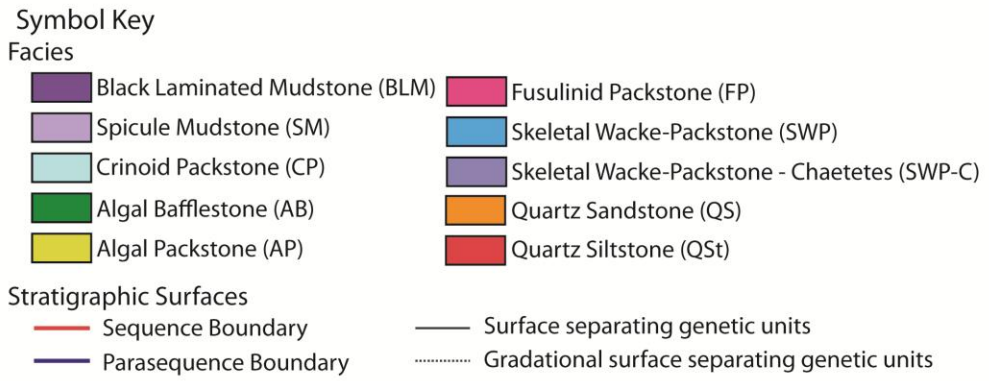 Symbol Key
Facies
Black Laminated Mudstone (BLM)
Spicule Mudstone (SM)
Crinoid Packstone (CP)
Algal Bafflestone (AB)
Algal Packstone (AP)
Fusulinid Packstone (FP)
Skeletal Wacke-Packstone (SWP)
Skeletal Wacke-Packstone - Chaetetes (SWP-C)
Quartz Sandstone (QS)
Quartz Siltstone (QSt)
Stratigraphic Surfaces
Sequence Boundary
Parasequence Boundary
Surface separating genetic units
Gradational surface separating genetic units